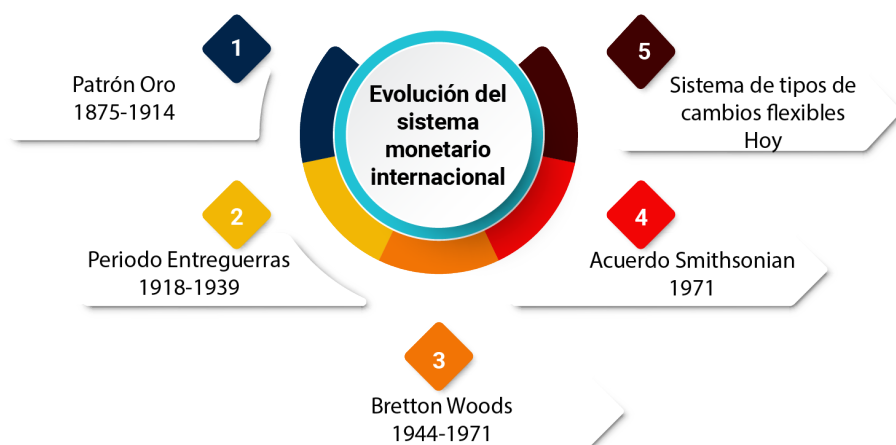 Evolución del
sistema
monetario
internacional
1
Patrón Oro
1875-1914
2
Periodo Entreguerras
1918-1939
3
Bretton Woods
1944-1971
4
Acuerdo Smithsonian
1971
5
Sistema de tipos de
cambios flexibles
Hoy